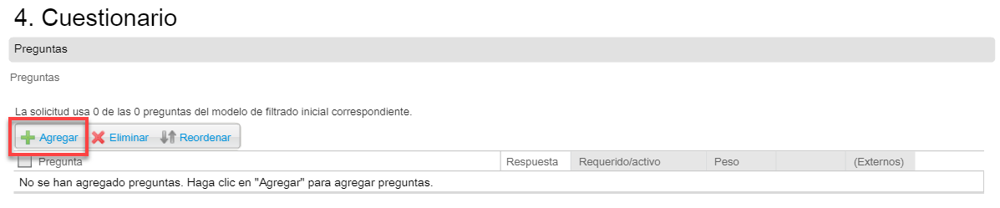 4. Cuestionario
Preguntas
Preguntas
La solicitud usa 0 de las 0 preguntas del modelo de filtrado inicial correspondiente.
Agregar Eliminar Reordenar
Pregunta Respuesta Requerido/activo Peso (Externos)
No se han agregado preguntas. Haga clic en "Agregar" para agregar preguntas.